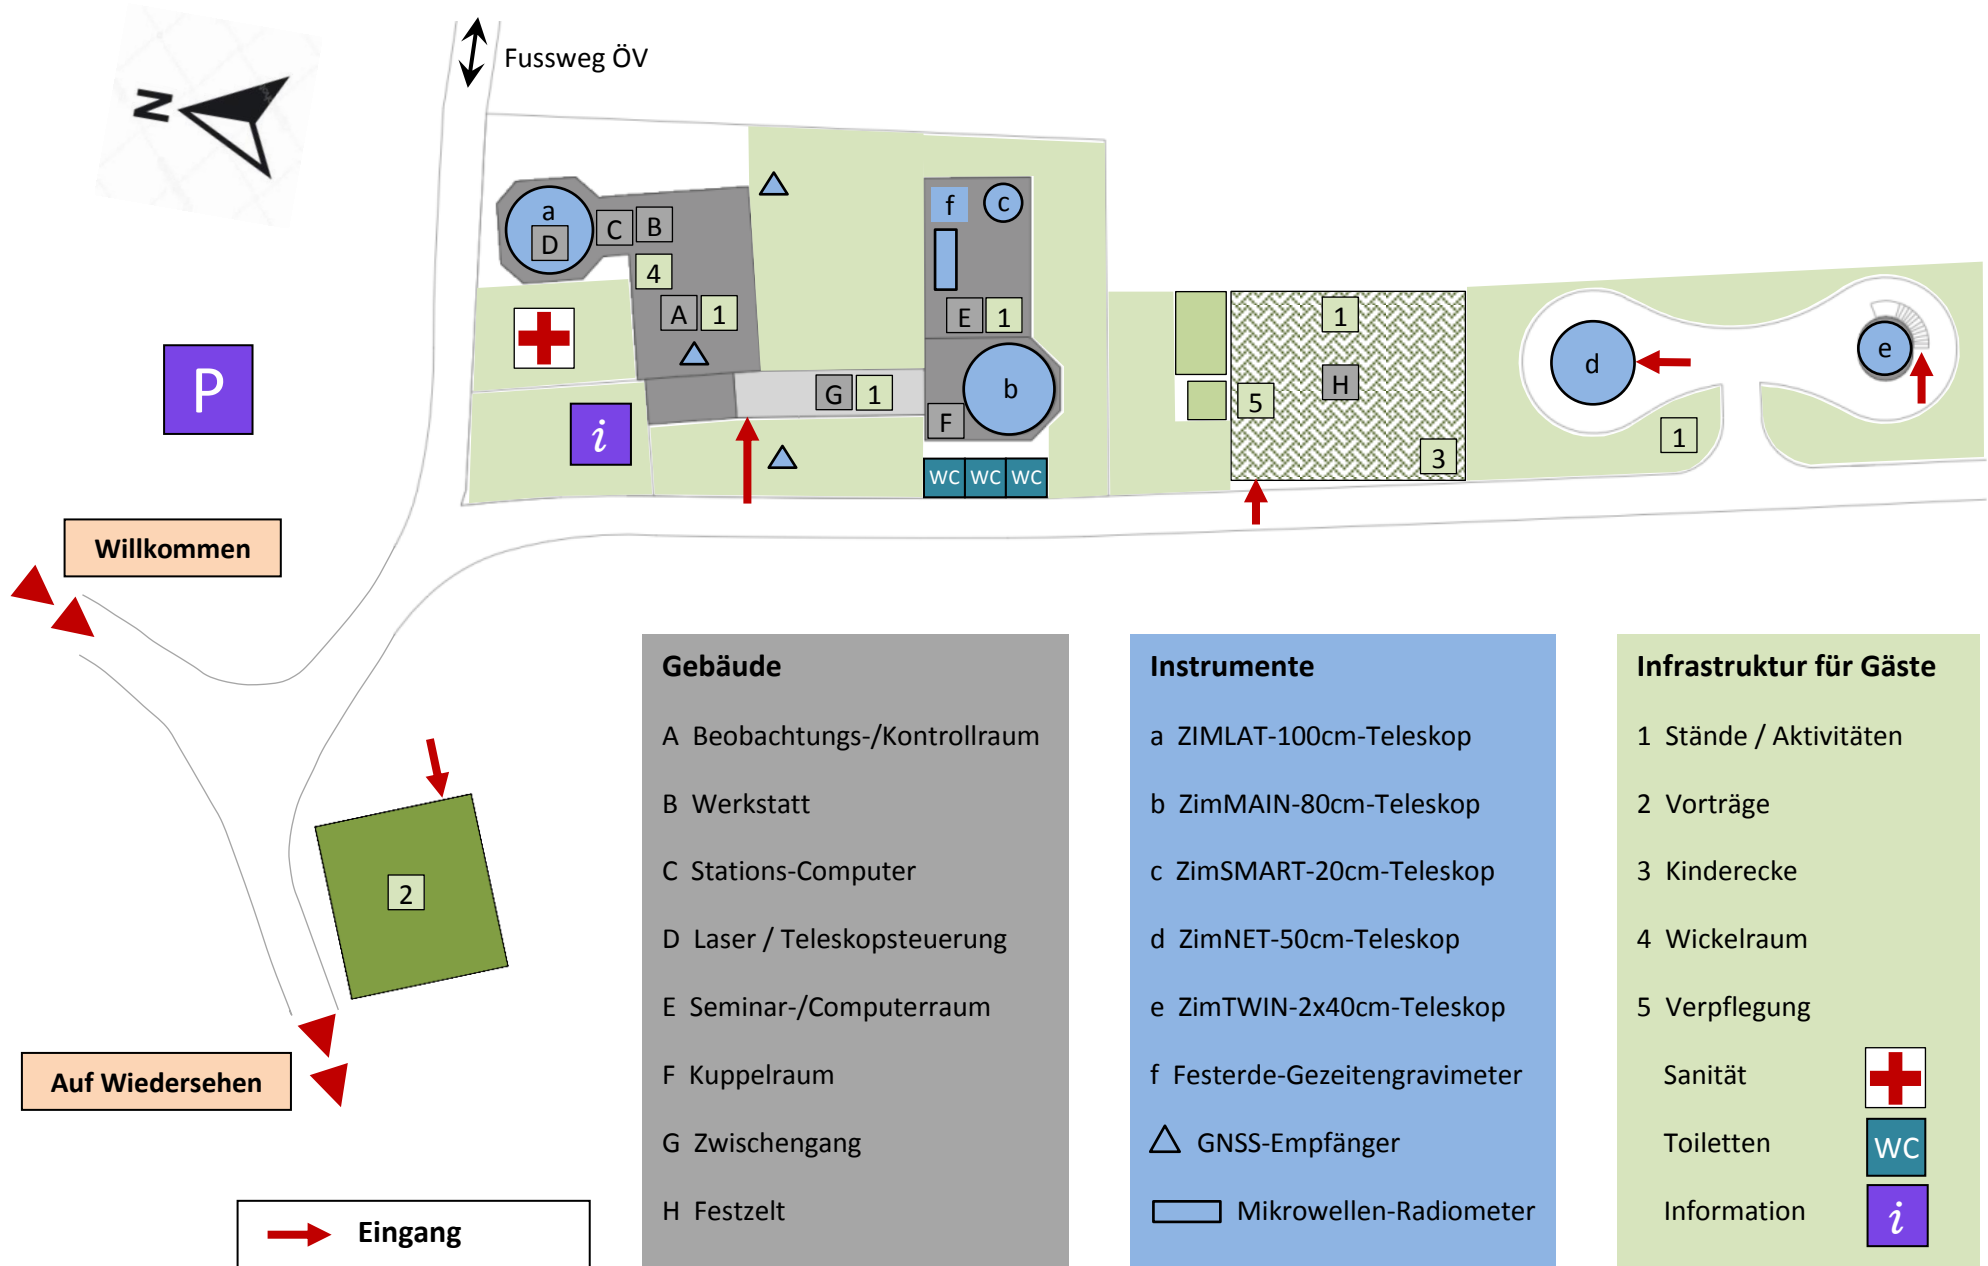 Fussweg ÖV
N
a
D
C
B
4
A
1
f
c
E
1
G
1
F
b
WC
WC
WC
P
i
1
H
5
3
d
1
e
Willkommen
2
Auf Wiedersehen
Eingang
Gebäude
A Beobachtungs-/Kontrollraum
B Werkstatt
C Stations-Computer
D Laser / Teleskopsteuerung
E Seminar-/Computerraum
F Kuppelraum
G Zwischengang
H Festzelt
Instrumente
a ZIMLAT-100cm-Teleskop
b ZimMAIN-80cm-Teleskop
c ZimSMART-20cm-Teleskop
d ZimNET-50cm-Teleskop
e ZimTWIN-2x40cm-Teleskop
f Festerde-Gezeitengravimeter
GNSS-Empfänger
Mikrowellen-Radiometer
Infrastruktur für Gäste
1 Stände / Aktivitäten
2 Vorträge
3 Kinderecke
4 Wickelraum
5 Verpflegung
Sanität
Toiletten WC
Information i